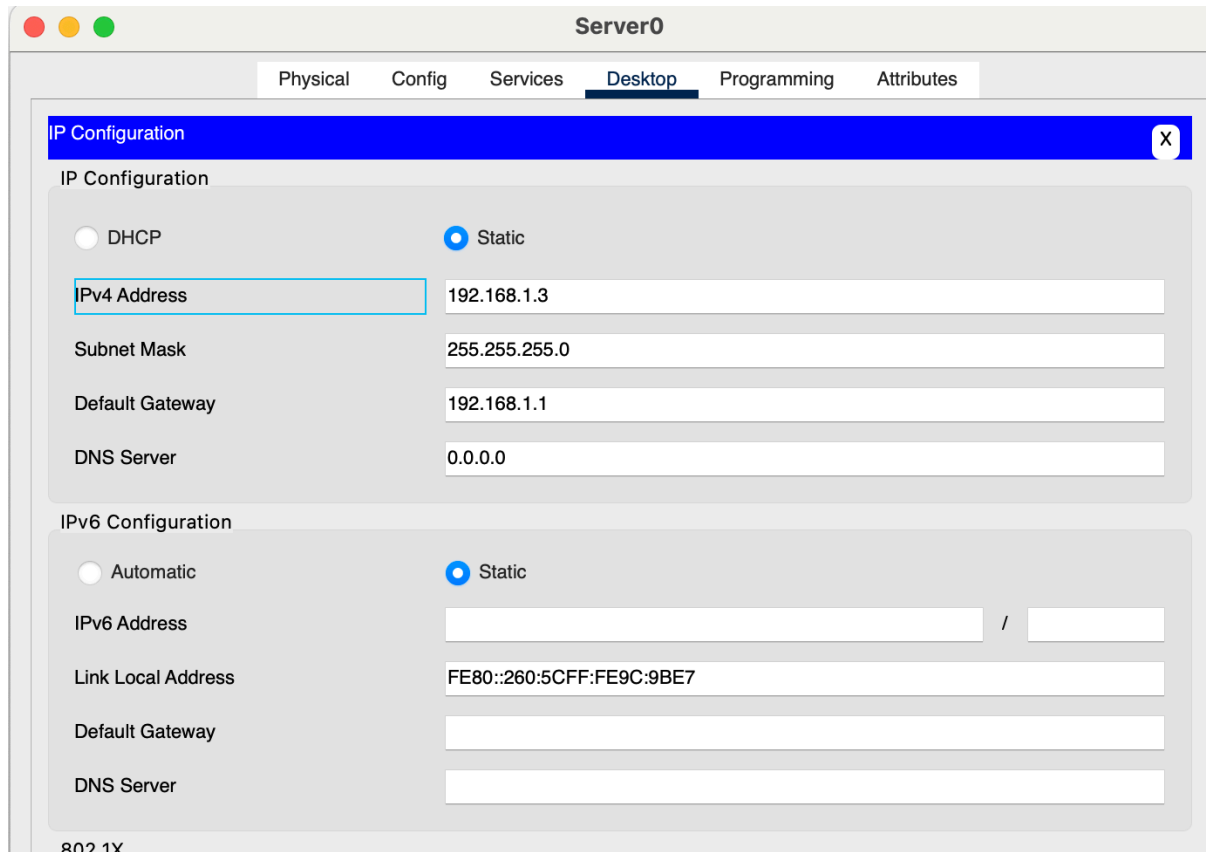 Server0
Physical Config Services Desktop Programming Attributes
IP Configuration X
IP Configuration
DHCP Static
IPv4 Address 192.168.1.3
Subnet Mask 255.255.255.0
Default Gateway 192.168.1.1
DNS Server 0.0.0.0
IPv6 Configuration
Automatic Static
IPv6 Address /
Link Local Address FE80::260:5CFF:FE9C:9BE7
Default Gateway
DNS Server
802.1X